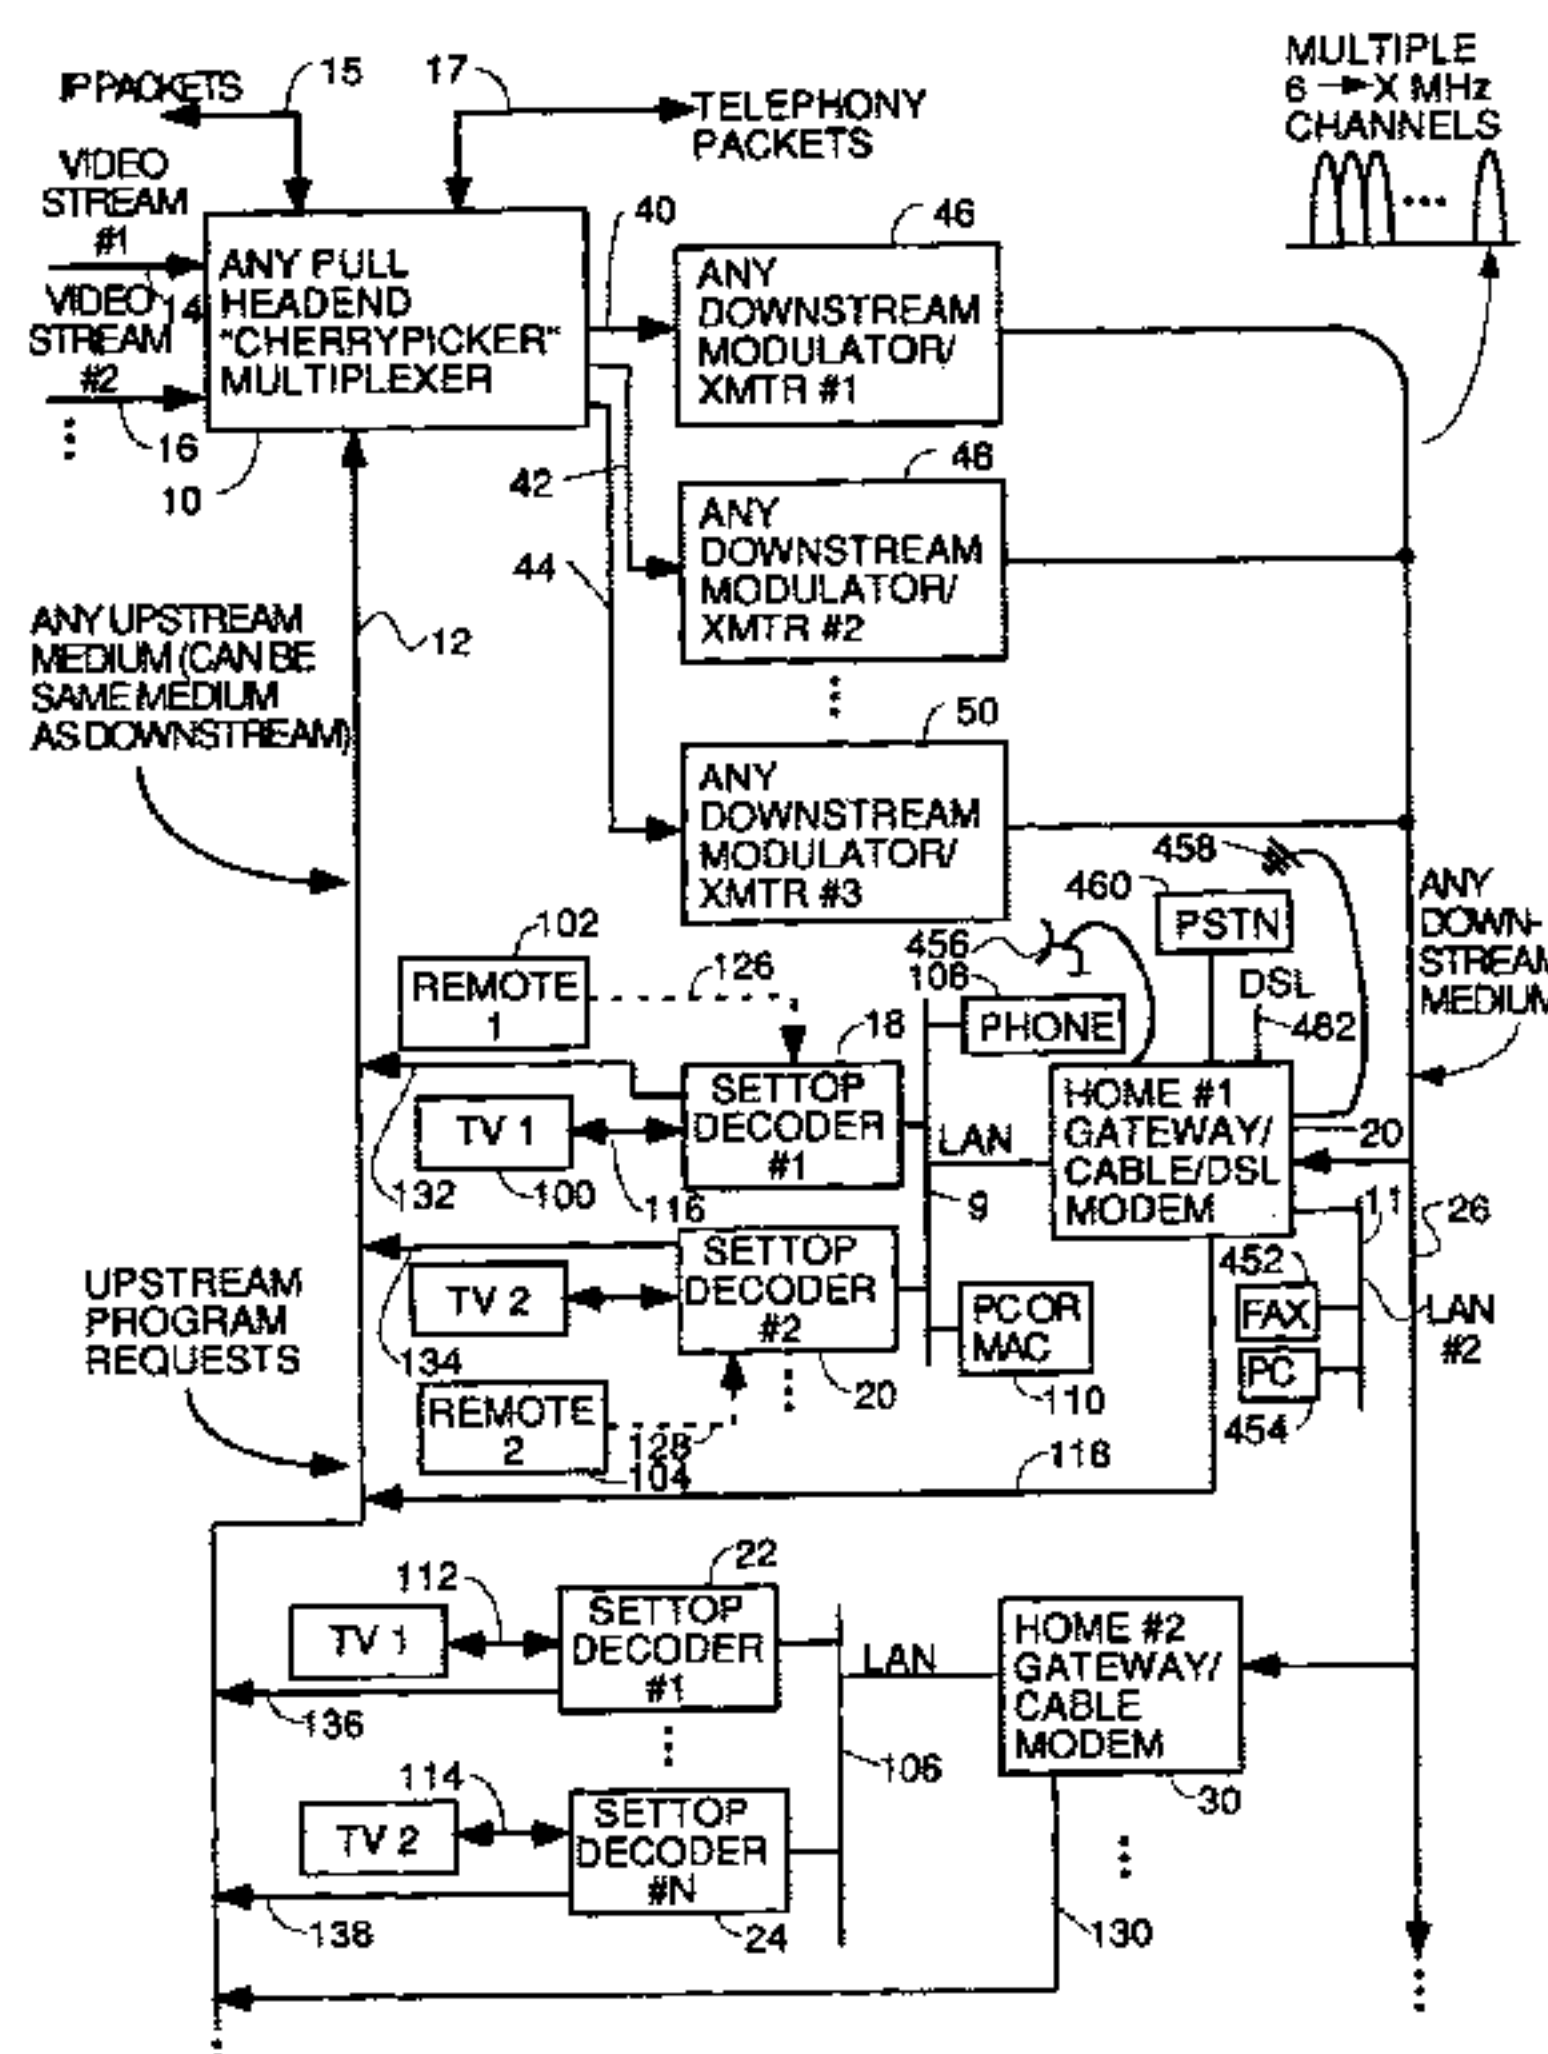 IP PACKETS
15
17
TELEPHONY
PACKETS
MULTIPLE
6 → X MHz
CHANNELS
VIDEO
STREAM
#1
14
VIDEO
STREAM
#2
16
10
ANY PULL
HEADEND
"CHERRYPICKER"
MULTIPLEXER
40
42
44
46
ANY
DOWNSTREAM
MODULATOR/
XMTR #1
48
ANY
DOWNSTREAM
MODULATOR/
XMTR #2
50
ANY
DOWNSTREAM
MODULATOR/
XMTR #3
ANY UPSTREAM
MEDIUM (CAN BE
SAME MEDIUM
AS DOWNSTREAM)
12
458
460
PSTN
456
DSL
462
ANY
DOWN-
STREAM
MEDIUM
102
REMOTE
1
126
108
PHONE
18
SETTOP
DECODER
#1
TV 1
100
116
132
LAN
9
HOME #1
GATEWAY/
CABLE/DSL
MODEM
20
11
26
SETTOP
DECODER
#2
20
TV 2
134
REMOTE
2
128
104
PC OR
MAC
110
452
FAX
PC
454
LAN
#2
118
UPSTREAM
PROGRAM
REQUESTS
22
SETTOP
DECODER
#1
112
TV 1
136
LAN
106
HOME #2
GATEWAY/
CABLE
MODEM
30
114
TV 2
SETTOP
DECODER
#N
24
138
130